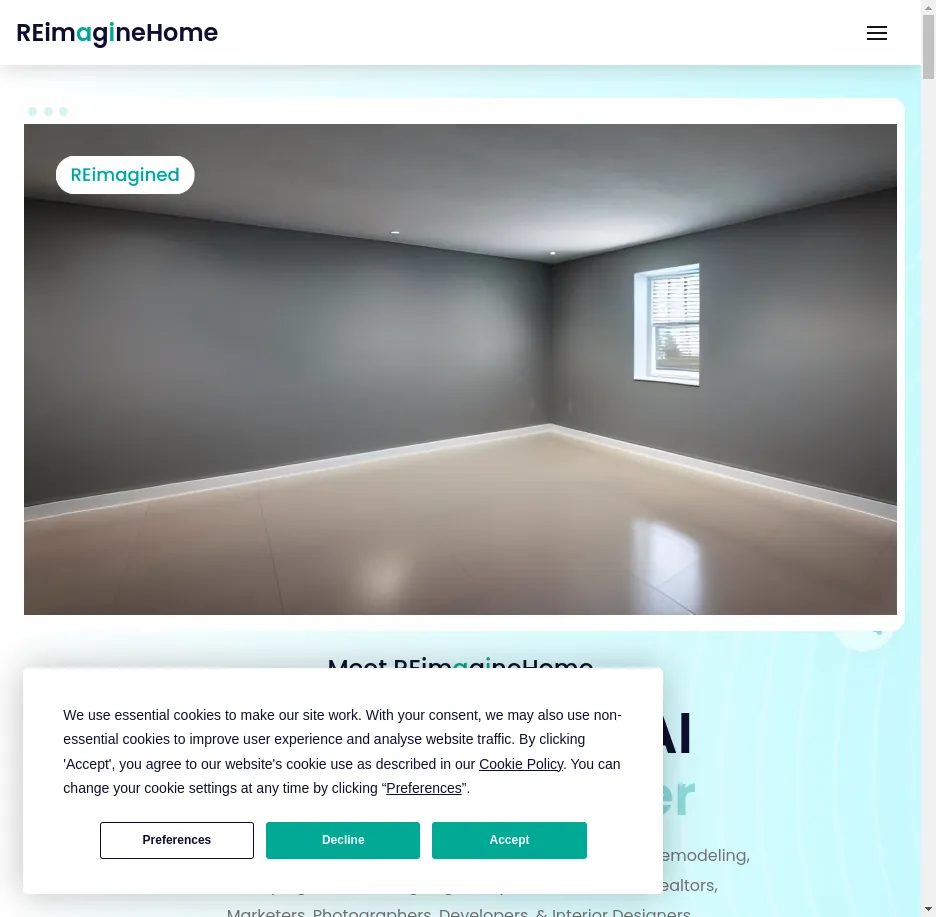 REimagineHome
REimagined
Meet REimagineHome
We use essential cookies to make our site work. With your consent, we may also use non-
essential cookies to improve user experience and analyse website traffic. By clicking
'Accept', you agree to our website's cookie use as described in our Cookie Policy. You can
change your cookie settings at any time by clicking “Preferences”.
Preferences
Decline
Accept
AI
er
emodeling,
ealtors,
Marketers, Photographers, Developers, & Interior Designers